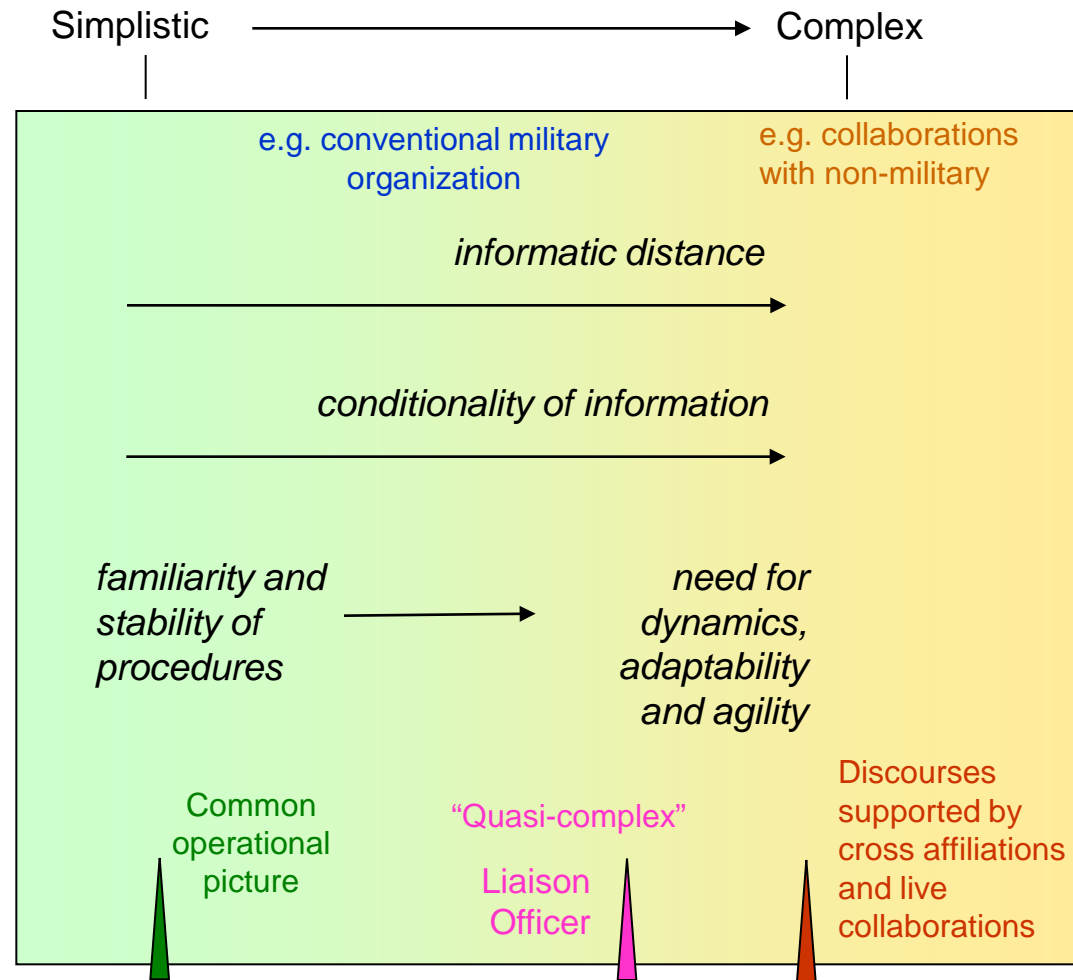 Simplistic
Complex
e.g. conventional military
organization
e.g. collaborations
with non-military
informatic distance
conditionality of information
familiarity and
stability of
procedures
need for
dynamics,
adaptability
and agility
Common
operational
picture
“Quasi-complex”
Liaison
Officer
Discourses
supported by
cross affiliations
and live
collaborations